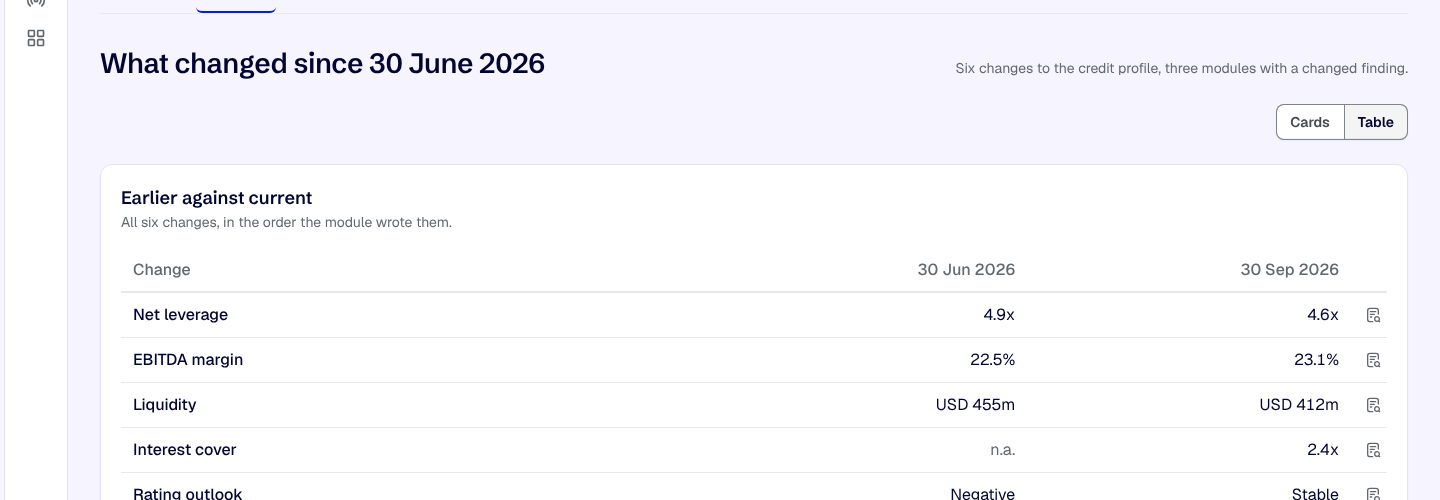 What changed since 30 June 2026
Six changes to the credit profile, three modules with a changed finding.
Cards Table
Earlier against current
All six changes, in the order the module wrote them.
Change 30 Jun 2026 30 Sep 2026
Net leverage 4.9x 4.6x
EBITDA margin 22.5% 23.1%
Liquidity USD 455m USD 412m
Interest cover n.a. 2.4x
Rating outlook Negative Stable